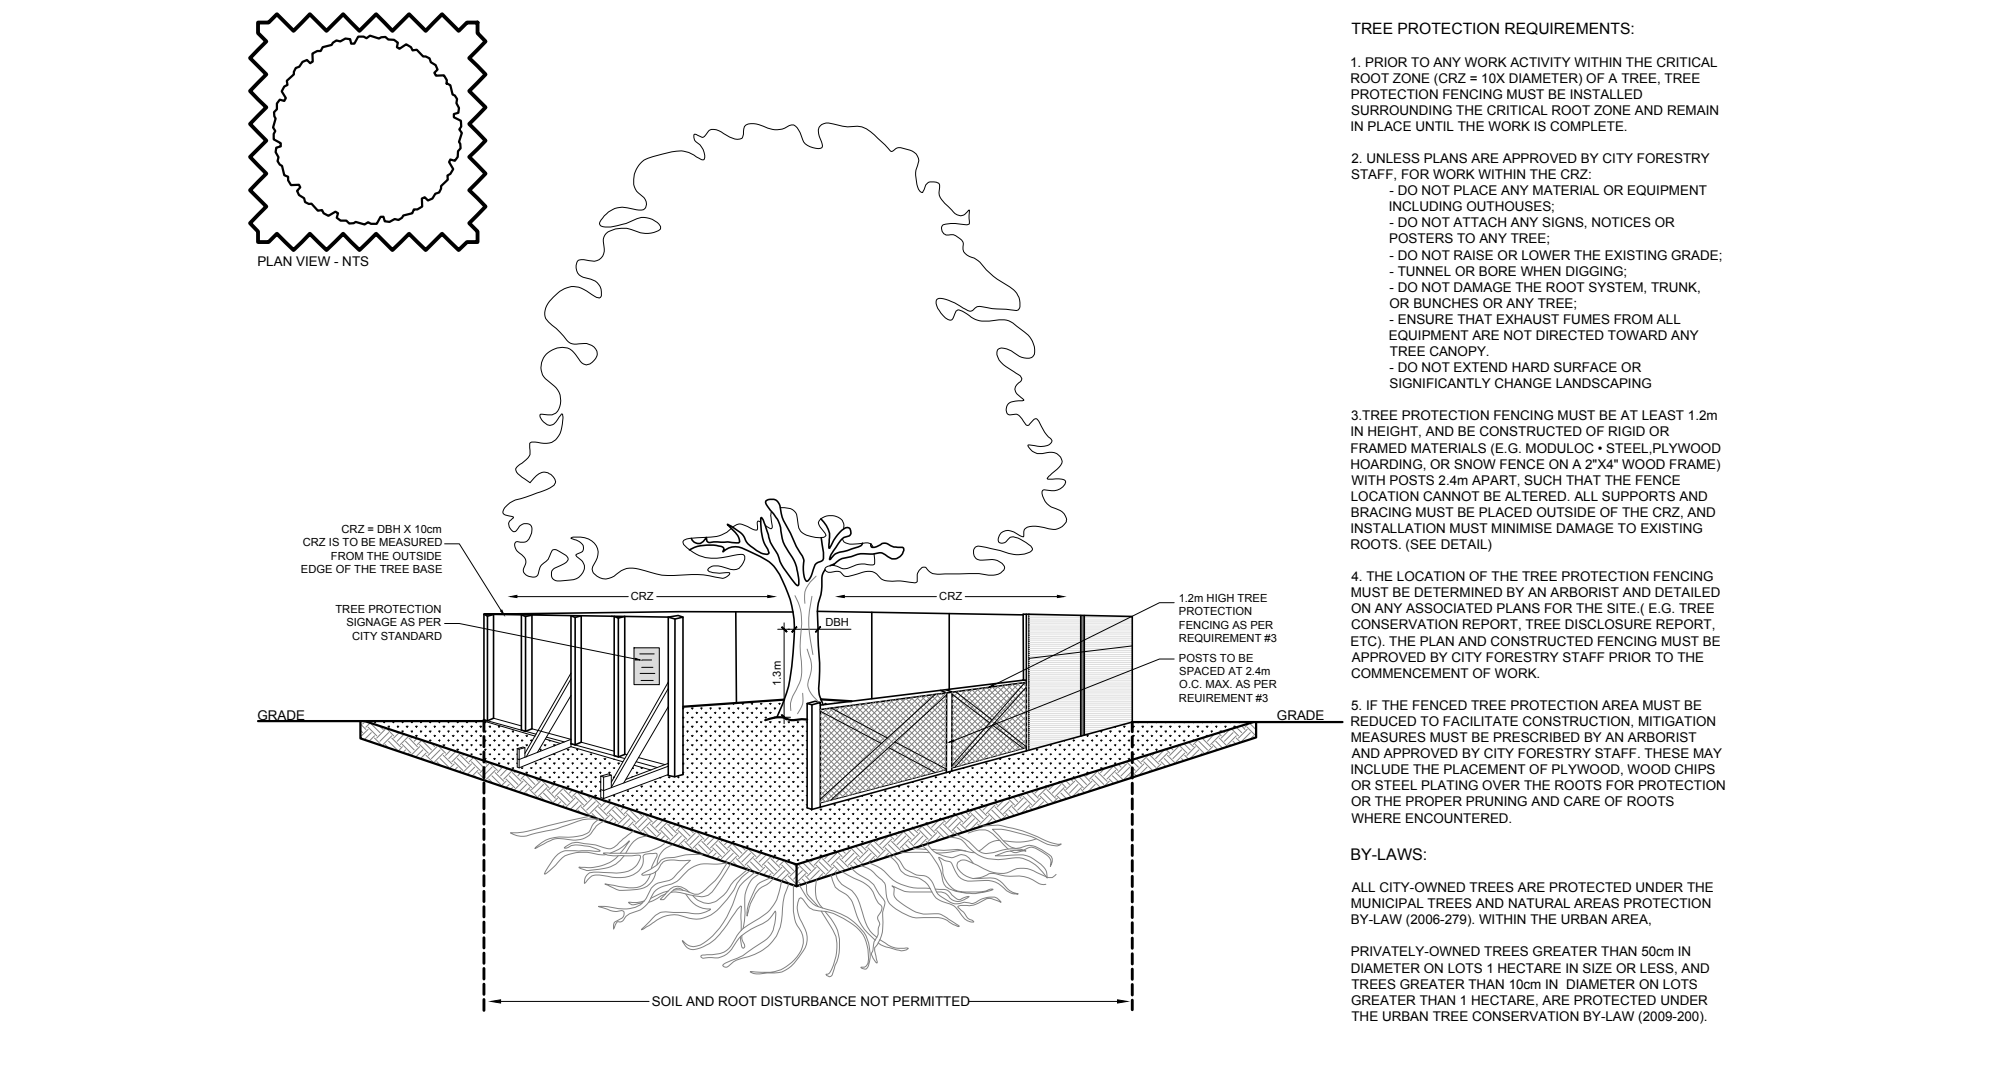 PLAN VIEW - NTS
CRZ = DBH X 10cm
CRZ IS TO BE MEASURED
FROM THE OUTSIDE
EDGE OF THE TREE BASE
TREE PROTECTION
SIGNAGE AS PER
CITY STANDARD
CRZ
CRZ
DBH
1.3m
1.2m HIGH TREE
PROTECTION
FENCING AS PER
REQUIREMENT #3
POSTS TO BE
SPACED AT 2.4m
O.C. MAX. AS PER
REUIREMENT #3
GRADE
GRADE
SOIL AND ROOT DISTURBANCE NOT PERMITTED
TREE PROTECTION REQUIREMENTS:
1. PRIOR TO ANY WORK ACTIVITY WITHIN THE CRITICAL
ROOT ZONE (CRZ = 10X DIAMETER) OF A TREE, TREE
PROTECTION FENCING MUST BE INSTALLED
SURROUNDING THE CRITICAL ROOT ZONE AND REMAIN
IN PLACE UNTIL THE WORK IS COMPLETE.
2. UNLESS PLANS ARE APPROVED BY CITY FORESTRY
STAFF, FOR WORK WITHIN THE CRZ:
- DO NOT PLACE ANY MATERIAL OR EQUIPMENT
INCLUDING OUTHOUSES;
- DO NOT ATTACH ANY SIGNS, NOTICES OR
POSTERS TO ANY TREE;
- DO NOT RAISE OR LOWER THE EXISTING GRADE;
- TUNNEL OR BORE WHEN DIGGING;
- DO NOT DAMAGE THE ROOT SYSTEM, TRUNK,
OR BUNCHES OR ANY TREE;
- ENSURE THAT EXHAUST FUMES FROM ALL
EQUIPMENT ARE NOT DIRECTED TOWARD ANY
TREE CANOPY.
- DO NOT EXTEND HARD SURFACE OR
SIGNIFICANTLY CHANGE LANDSCAPING
3.TREE PROTECTION FENCING MUST BE AT LEAST 1.2m
IN HEIGHT, AND BE CONSTRUCTED OF RIGID OR
FRAMED MATERIALS (E.G. MODULOC • STEEL,PLYWOOD
HOARDING, OR SNOW FENCE ON A 2"X4" WOOD FRAME)
WITH POSTS 2.4m APART, SUCH THAT THE FENCE
LOCATION CANNOT BE ALTERED. ALL SUPPORTS AND
BRACING MUST BE PLACED OUTSIDE OF THE CRZ, AND
INSTALLATION MUST MINIMISE DAMAGE TO EXISTING
ROOTS. (SEE DETAIL)
4. THE LOCATION OF THE TREE PROTECTION FENCING
MUST BE DETERMINED BY AN ARBORIST AND DETAILED
ON ANY ASSOCIATED PLANS FOR THE SITE.( E.G. TREE
CONSERVATION REPORT, TREE DISCLOSURE REPORT,
ETC). THE PLAN AND CONSTRUCTED FENCING MUST BE
APPROVED BY CITY FORESTRY STAFF PRIOR TO THE
COMMENCEMENT OF WORK.
5. IF THE FENCED TREE PROTECTION AREA MUST BE
REDUCED TO FACILITATE CONSTRUCTION, MITIGATION
MEASURES MUST BE PRESCRIBED BY AN ARBORIST
AND APPROVED BY CITY FORESTRY STAFF. THESE MAY
INCLUDE THE PLACEMENT OF PLYWOOD, WOOD CHIPS
OR STEEL PLATING OVER THE ROOTS FOR PROTECTION
OR THE PROPER PRUNING AND CARE OF ROOTS
WHERE ENCOUNTERED.
BY-LAWS:
ALL CITY-OWNED TREES ARE PROTECTED UNDER THE
MUNICIPAL TREES AND NATURAL AREAS PROTECTION
BY-LAW (2006-279). WITHIN THE URBAN AREA,
PRIVATELY-OWNED TREES GREATER THAN 50cm IN
DIAMETER ON LOTS 1 HECTARE IN SIZE OR LESS, AND
TREES GREATER THAN 10cm IN DIAMETER ON LOTS
GREATER THAN 1 HECTARE, ARE PROTECTED UNDER
THE URBAN TREE CONSERVATION BY-LAW (2009-200).